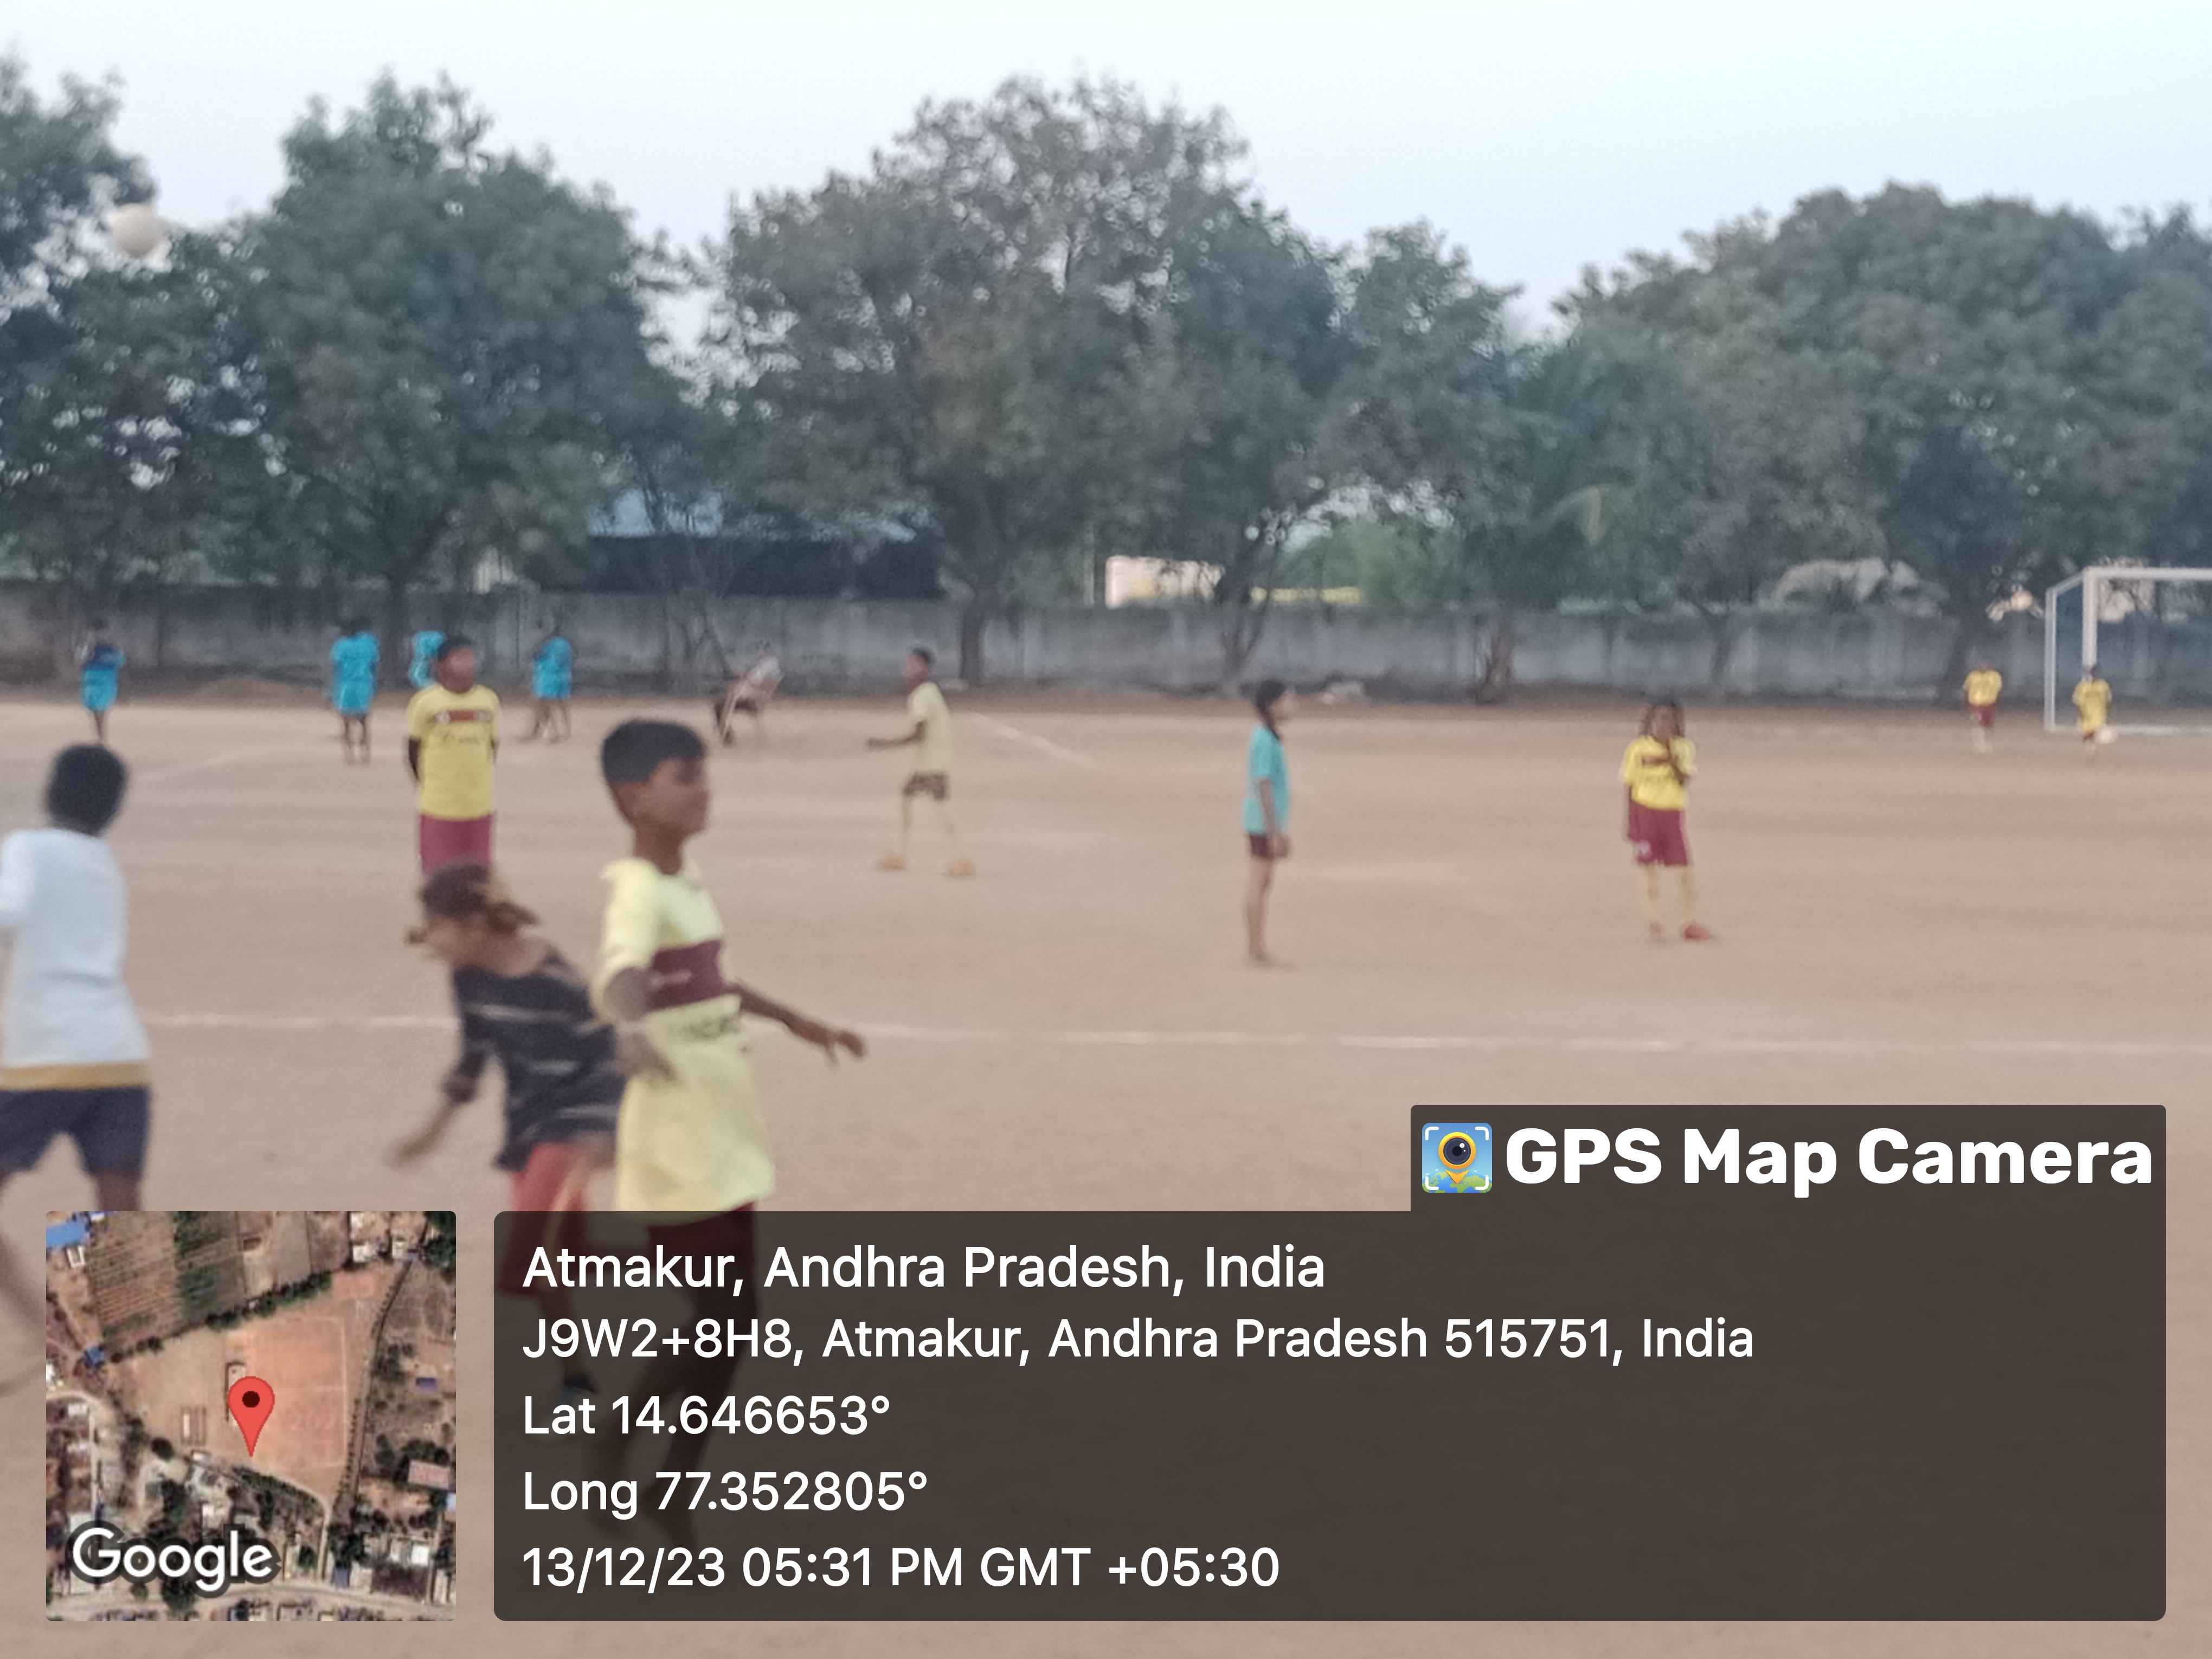 GPS Map Camera
Atmakur, Andhra Pradesh, India
J9W2+8H8, Atmakur, Andhra Pradesh 515751, India
Lat 14.646653°
Long 77.352805°
13/12/23 05:31 PM GMT +05:30
Google